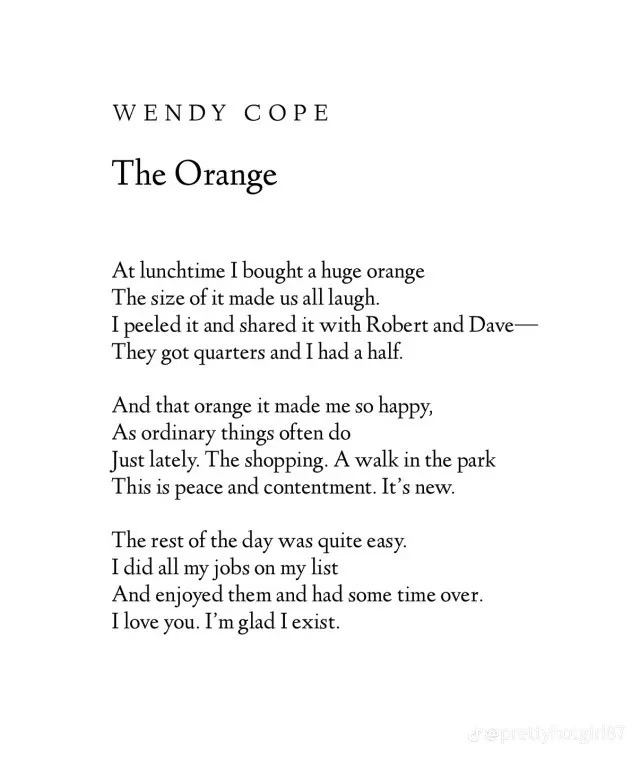 WENDY COPE
The Orange
At lunchtime I bought a huge orange
The size of it made us all laugh.
I peeled it and shared it with Robert and Dave—
They got quarters and I had a half.
And that orange it made me so happy,
As ordinary things often do
Just lately. The shopping. A walk in the park
This is peace and contentment. It's new.
The rest of the day was quite easy.
I did all my jobs on my list
And enjoyed them and had some time over.
I love you. I'm glad I exist.
@prettyhotgirl87